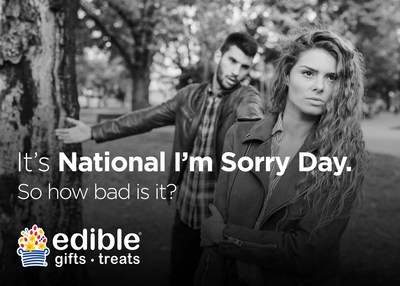 It's National I'm Sorry Day.
So how bad is it?
edible®
gifts · treats